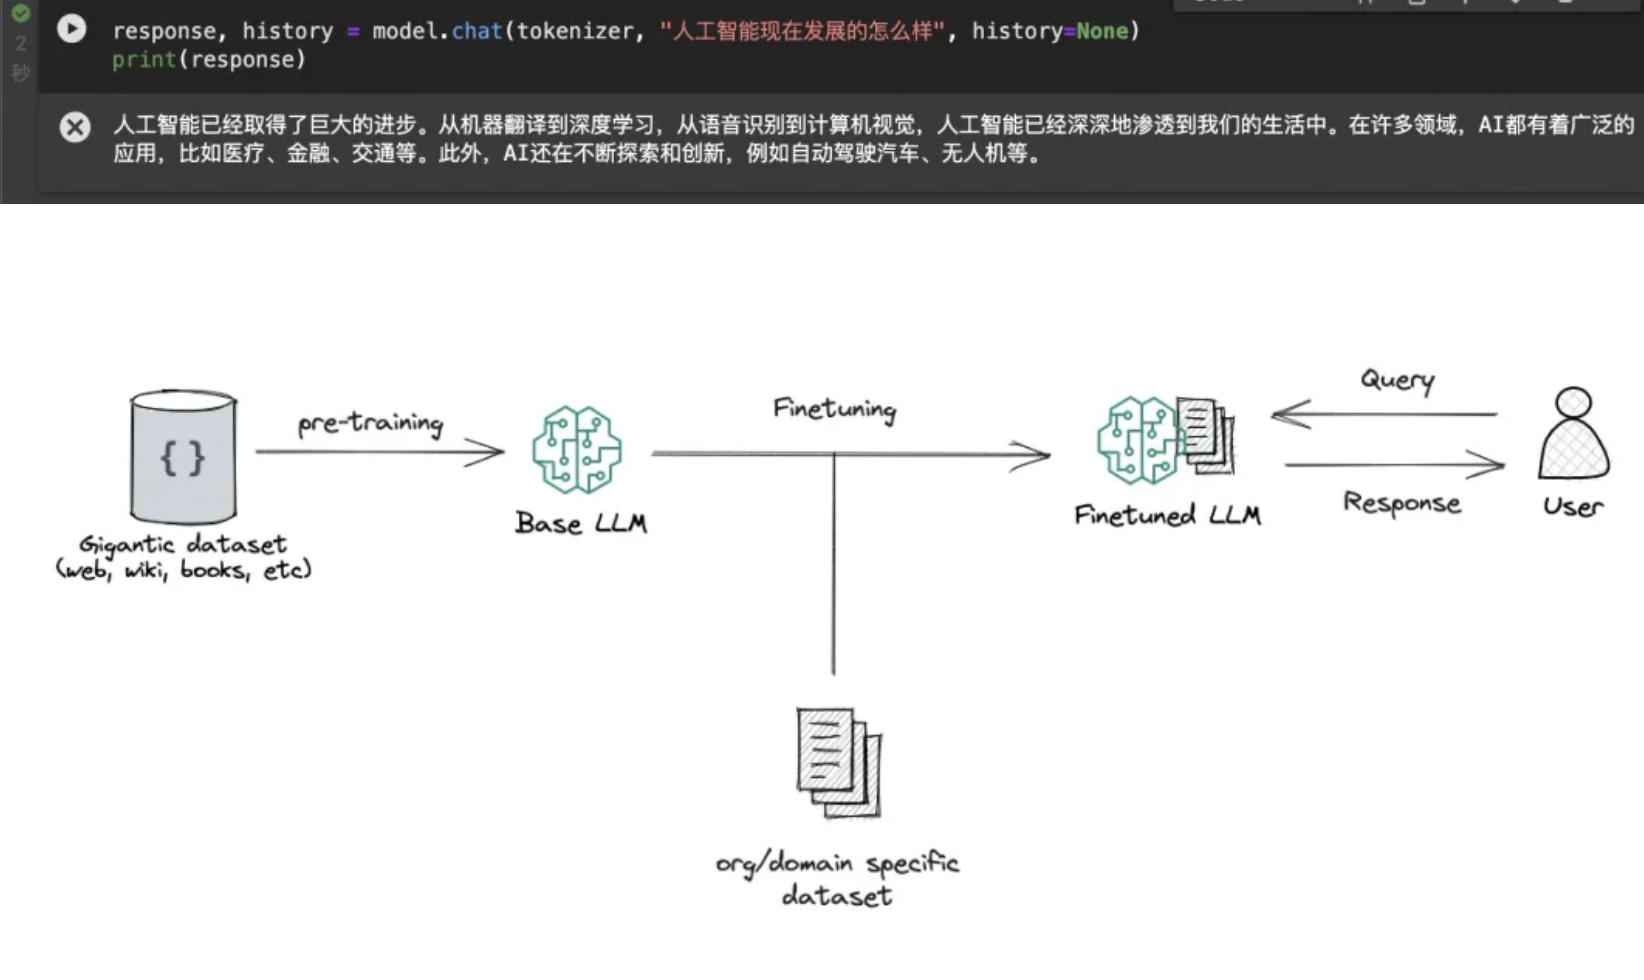 2
秒
response, history = model.chat(tokenizer, "人工智能现在发展的怎么样", history=None)
print(response)
人工智能已经取得了巨大的进步。从机器翻译到深度学习，从语音识别到计算机视觉，人工智能已经深深地渗透到我们的生活中。在许多领域，AI都有着广泛的
应用，比如医疗、金融、交通等。此外，AI还在不断探索和创新，例如自动驾驶汽车、无人机等。
{}
pre-training
Gigantic dataset
(web, wiki, books, etc)
Base LLM
Finetuning
org/domain specific
dataset
Finetuned LLM
Query
Response
User